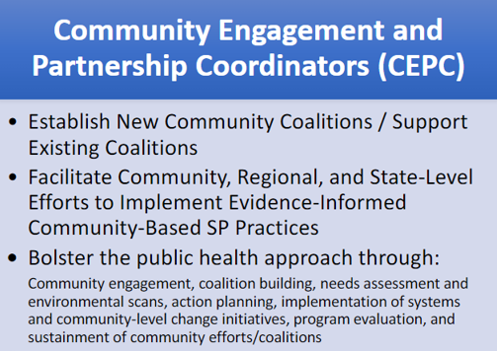 Community Engagement and
Partnership Coordinators (CEPC)
• Establish New Community Coalitions / Support
Existing Coalitions
• Facilitate Community, Regional, and State-Level
Efforts to Implement Evidence-Informed
Community-Based SP Practices
• Bolster the public health approach through:
Community engagement, coalition building, needs assessment and
environmental scans, action planning, implementation of systems
and community-level change initiatives, program evaluation, and
sustainment of community efforts/coalitions